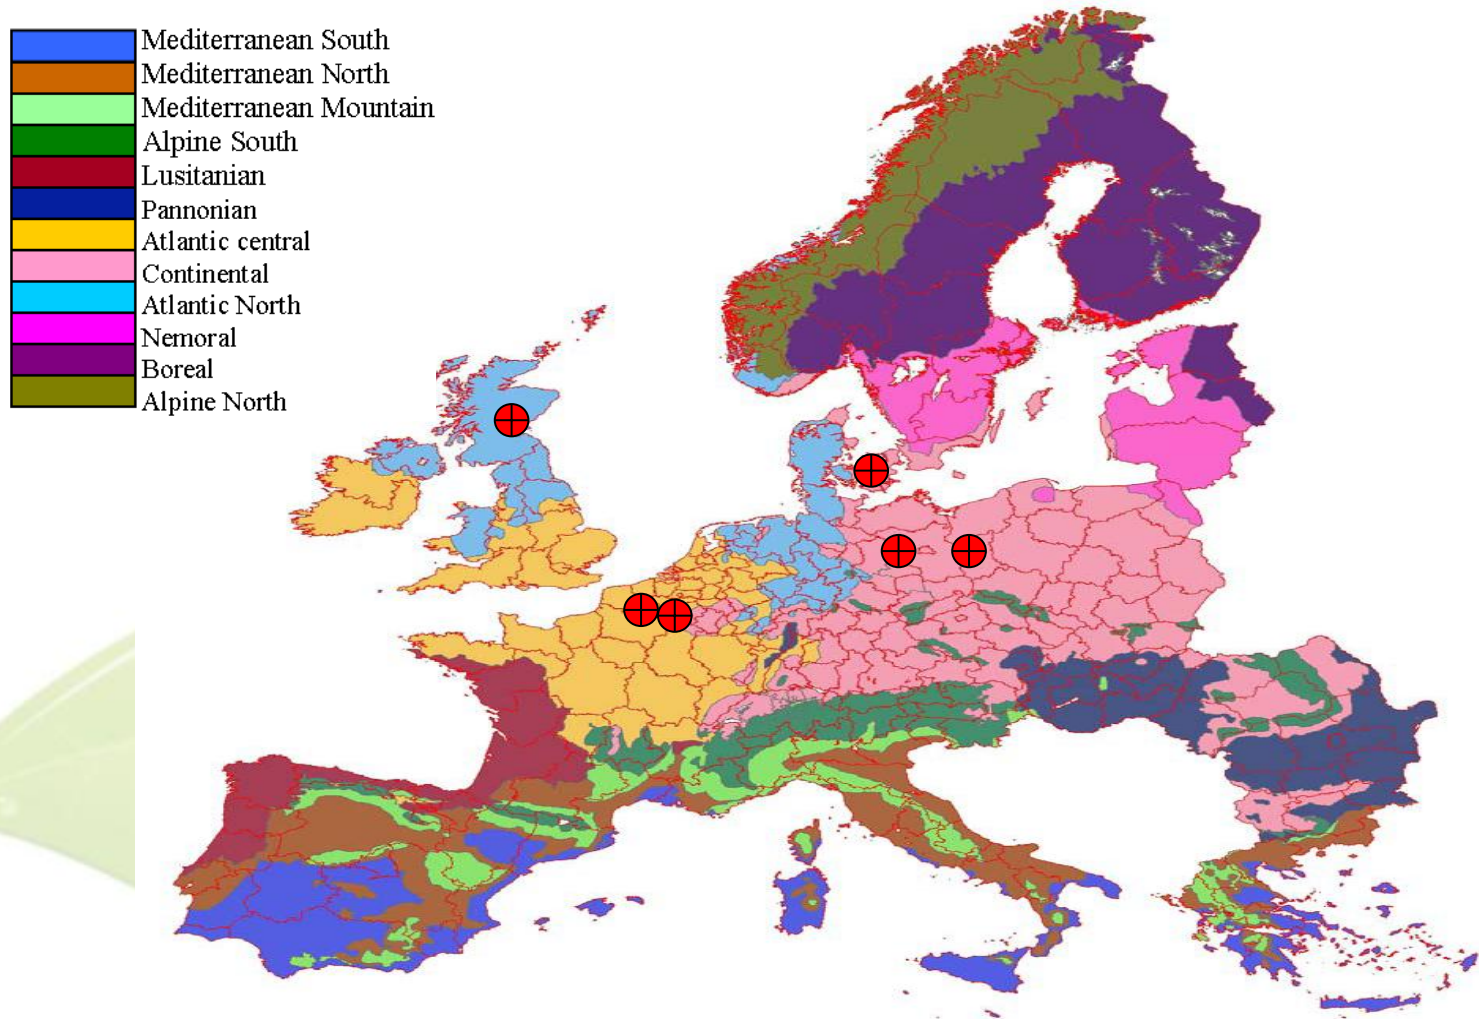 Mediterranean South
Mediterranean North
Mediterranean Mountain
Alpine South
Lusitanian
Pannonian
Atlantic central
Continental
Atlantic North
Nemoral
Boreal
Alpine North